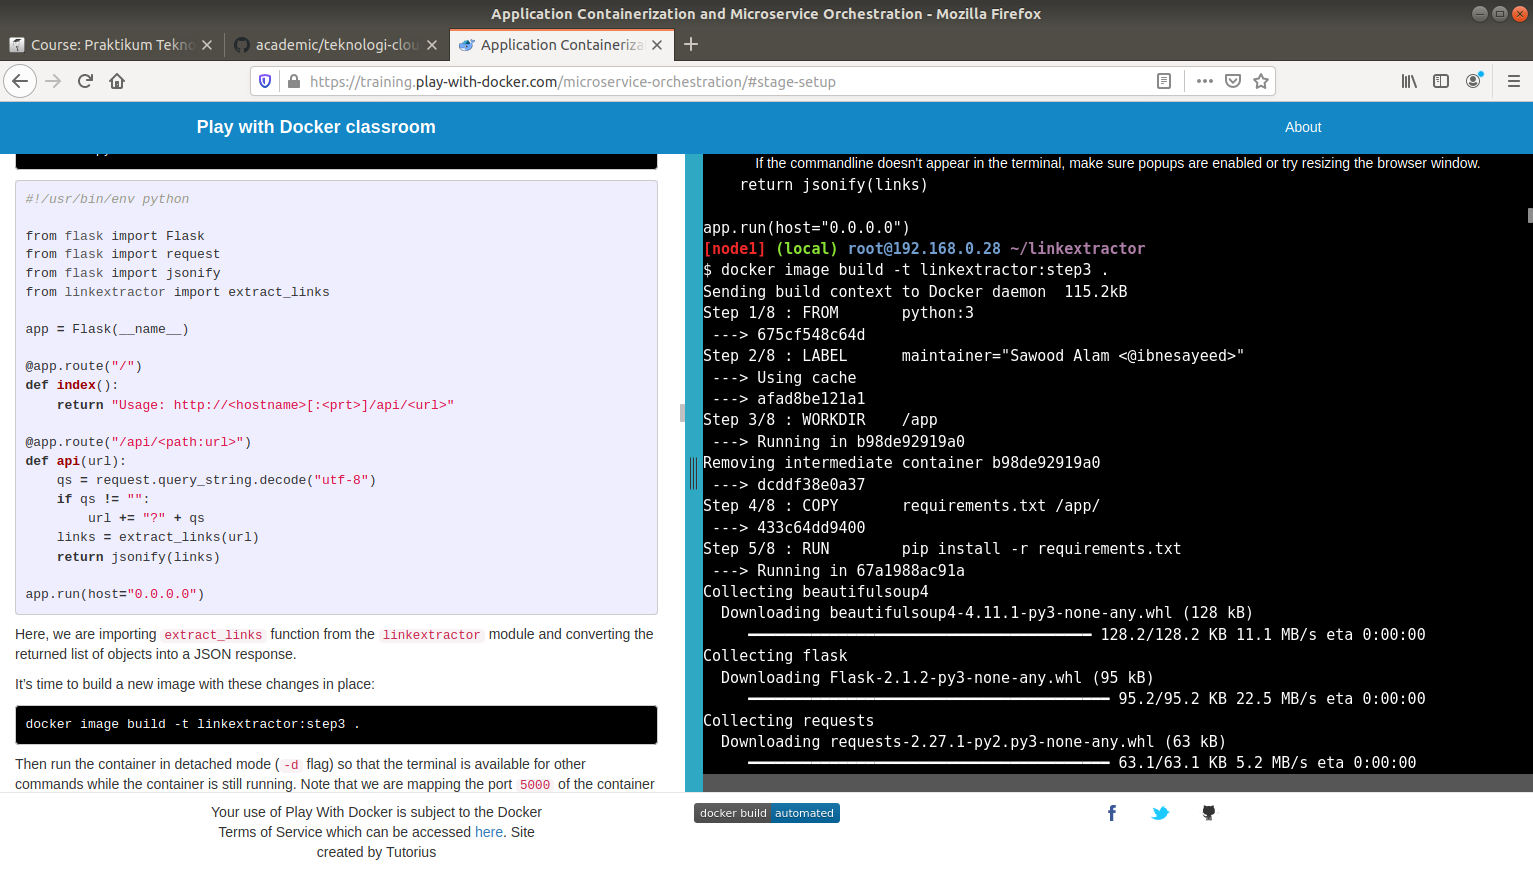 Application Containerization and Microservice Orchestration - Mozilla Firefox
Course: Praktikum Tekno
academic/teknologi-clou
Application Containeriza
https://training.play-with-docker.com/microservice-orchestration/#stage-setup
Play with Docker classroom
About
#!/usr/bin/env python
from flask import Flask
from flask import request
from flask import jsonify
from linkextractor import extract_links
app = Flask(__name__)
@app.route("/")
def index():
    return "Usage: http://<hostname>[:<prt>]/api/<url>"
@app.route("/api/<path:url>")
def api(url):
    qs = request.query_string.decode("utf-8")
    if qs != "":
        url += "?" + qs
    links = extract_links(url)
    return jsonify(links)
app.run(host="0.0.0.0")
Here, we are importing extract_links function from the linkextractor module and converting the
returned list of objects into a JSON response.
It's time to build a new image with these changes in place:
docker image build -t linkextractor:step3 .
Then run the container in detached mode ( -d flag) so that the terminal is available for other
commands while the container is still running. Note that we are mapping the port 5000 of the container
If the commandline doesn't appear in the terminal, make sure popups are enabled or try resizing the browser window.
    return jsonify(links)
app.run(host="0.0.0.0")
[node1] (local) root@192.168.0.28 ~/linkextractor
$ docker image build -t linkextractor:step3 .
Sending build context to Docker daemon  115.2kB
Step 1/8 : FROM       python:3
 ---> 675cf548c64d
Step 2/8 : LABEL      maintainer="Sawood Alam <@ibnesayeed>"
 ---> Using cache
 ---> afad8be121a1
Step 3/8 : WORKDIR    /app
 ---> Running in b98de92919a0
Removing intermediate container b98de92919a0
 ---> dcddf38e0a37
Step 4/8 : COPY       requirements.txt /app/
 ---> 433c64dd9400
Step 5/8 : RUN        pip install -r requirements.txt
 ---> Running in 67a1988ac91a
Collecting beautifulsoup4
  Downloading beautifulsoup4-4.11.1-py3-none-any.whl (128 kB)
     ━━━━━━━━━━━━━━━━━━━━━━━━━━━━━━━━━━━━━━ 128.2/128.2 KB 11.1 MB/s eta 0:00:00
Collecting flask
  Downloading Flask-2.1.2-py3-none-any.whl (95 kB)
     ━━━━━━━━━━━━━━━━━━━━━━━━━━━━━━━━━━━━━━━━ 95.2/95.2 KB 22.5 MB/s eta 0:00:00
Collecting requests
  Downloading requests-2.27.1-py2.py3-none-any.whl (63 kB)
     ━━━━━━━━━━━━━━━━━━━━━━━━━━━━━━━━━━━━━━━━ 63.1/63.1 KB 5.2 MB/s eta 0:00:00
Your use of Play With Docker is subject to the Docker
Terms of Service which can be accessed here. Site
created by Tutorius
docker build automated